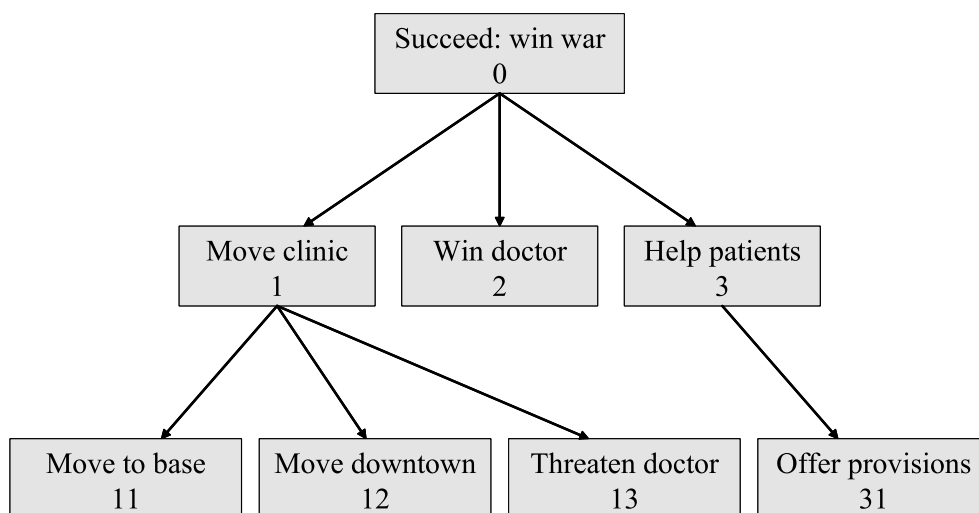 Succeed: win war
0
Move clinic
1
Win doctor
2
Help patients
3
Move to base
11
Move downtown
12
Threaten doctor
13
Offer provisions
31